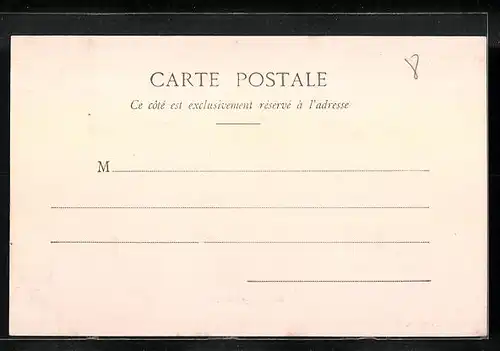 8
CARTE POSTALE
Ce côté est exclusivement réservé à l'adresse
M